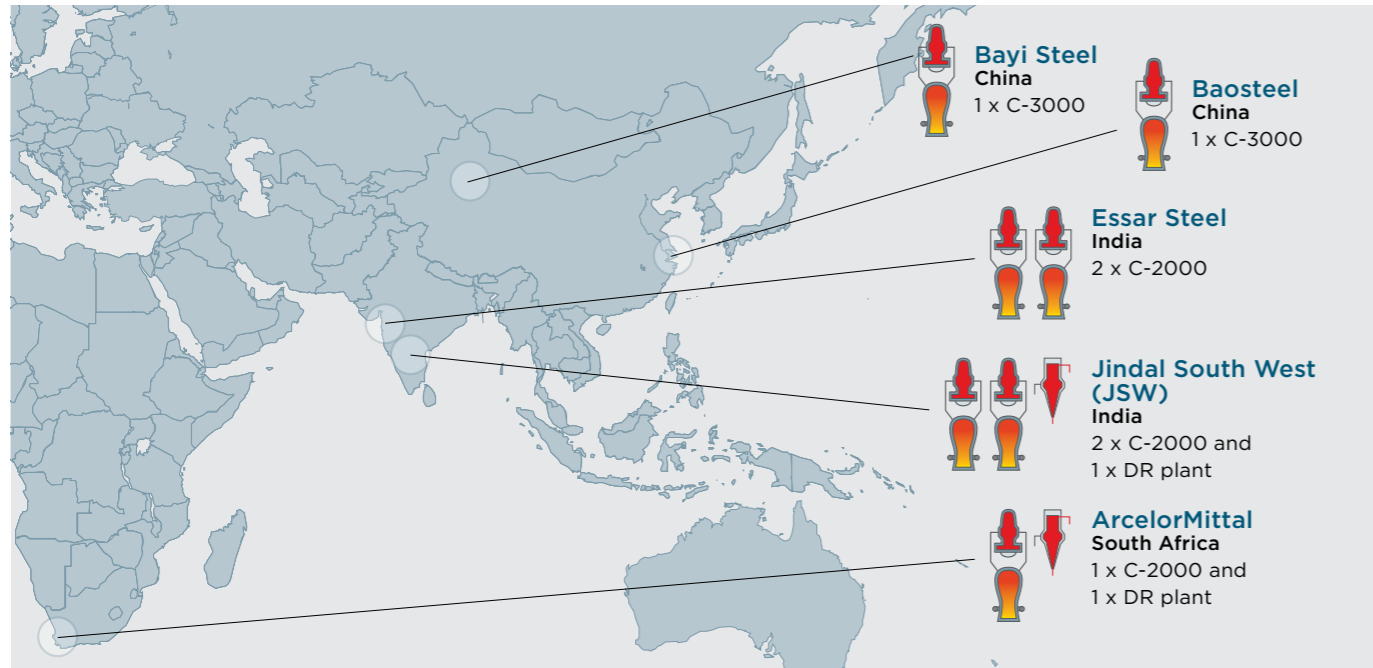 Bayi Steel
China
1 x C-3000
Baosteel
China
1 x C-3000
Essar Steel
India
2 x C-2000
Jindal South West
(JSW)
India
2 x C-2000 and
1 x DR plant
ArcelorMittal
South Africa
1 x C-2000 and
1 x DR plant